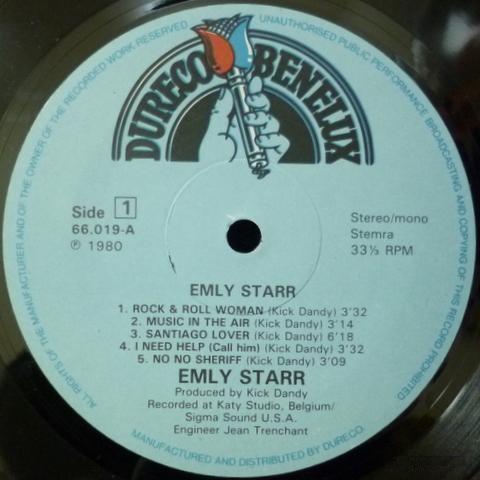 ALL RIGHTS OF THE MANUFACTURER AND OF THE OWNER OF THE RECORDED WORK RESERVED
UNAUTHORISED PUBLIC PERFORMANCE BROADCASTING AND COPYING OF THIS RECORD PROHIBITED
DURECO BENELUX
Side 1
66.019-A
℗ 1980
Stereo/mono
Stemra
33⅓ RPM
EMLY STARR
1. ROCK & ROLL WOMAN (Kick Dandy) 3'32
2. MUSIC IN THE AIR (Kick Dandy) 3'14
3. SANTIAGO LOVER (Kick Dandy) 6'18
4. I NEED HELP (Call him) (Kick Dandy) 3'32
5. NO NO SHERIFF (Kick Dandy) 3'09
EMLY STARR
Produced by Kick Dandy
Recorded at Katy Studio, Belgium/
Sigma Sound U.S.A.
Engineer Jean Trenchant
MANUFACTURED AND DISTRIBUTED BY DURECO.